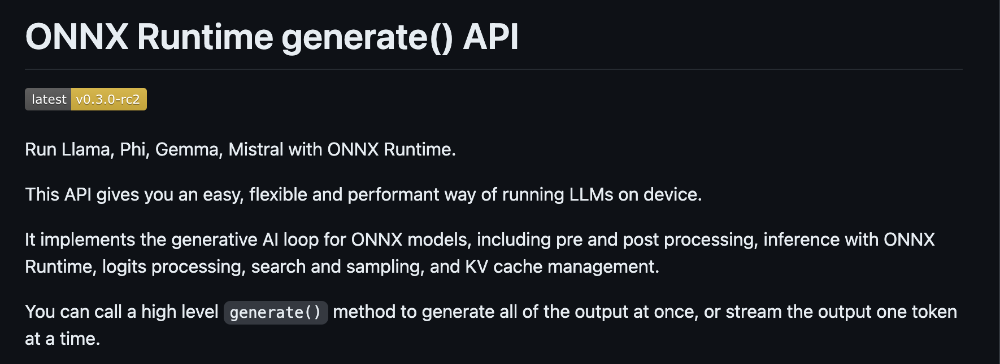 ONNX Runtime generate() API
latest v0.3.0-rc2
Run Llama, Phi, Gemma, Mistral with ONNX Runtime.
This API gives you an easy, flexible and performant way of running LLMs on device.
It implements the generative AI loop for ONNX models, including pre and post processing, inference with ONNX
Runtime, logits processing, search and sampling, and KV cache management.
You can call a high level generate() method to generate all of the output at once, or stream the output one token
at a time.